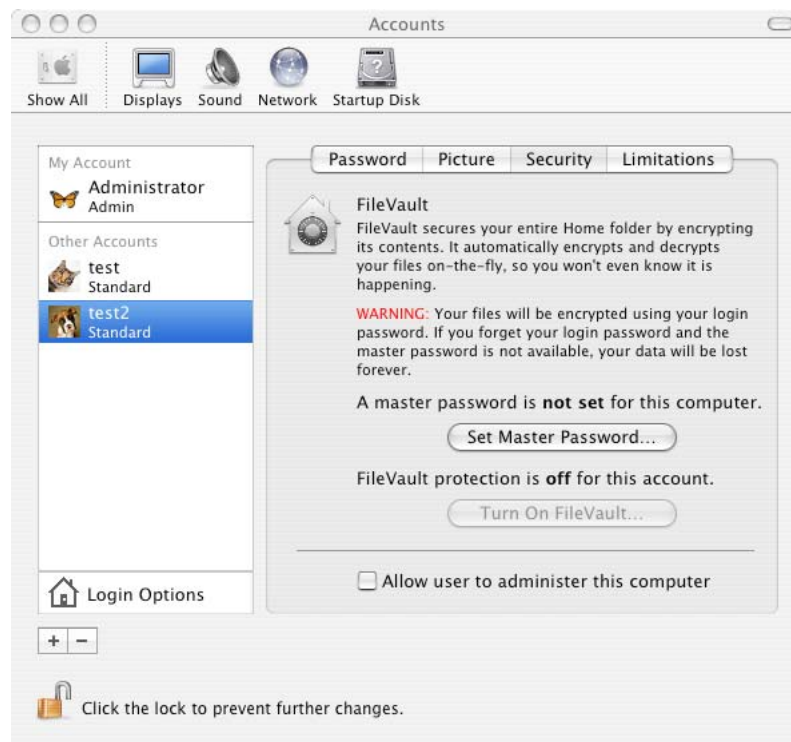 Accounts
Show All Displays Sound Network Startup Disk
My Account
Administrator
Admin
Other Accounts
test
Standard
test2
Standard
Login Options
+ −
Password Picture Security Limitations
FileVault
FileVault secures your entire Home folder by encrypting
its contents. It automatically encrypts and decrypts
your files on-the-fly, so you won't even know it is
happening.
WARNING: Your files will be encrypted using your login
password. If you forget your login password and the
master password is not available, your data will be lost
forever.
A master password is not set for this computer.
Set Master Password...
FileVault protection is off for this account.
Turn On FileVault...
Allow user to administer this computer
Click the lock to prevent further changes.